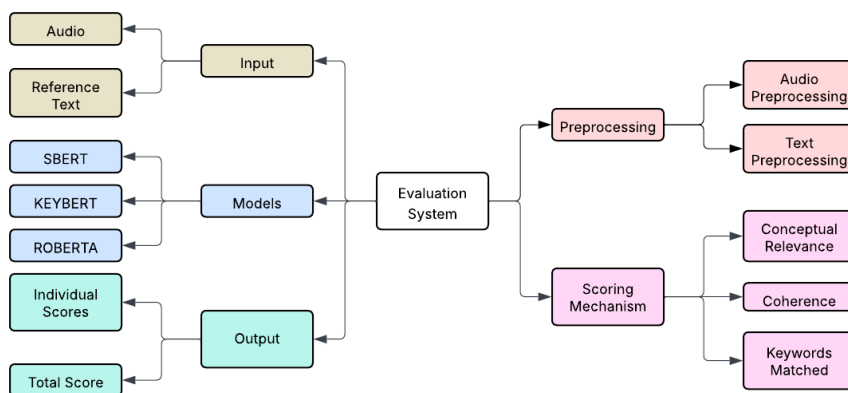 Audio
Reference
Text
Input
SBERT
KEYBERT
ROBERTA
Models
Individual
Scores
Total Score
Output
Evaluation
System
Preprocessing
Audio
Preprocessing
Text
Preprocessing
Scoring
Mechanism
Conceptual
Relevance
Coherence
Keywords
Matched